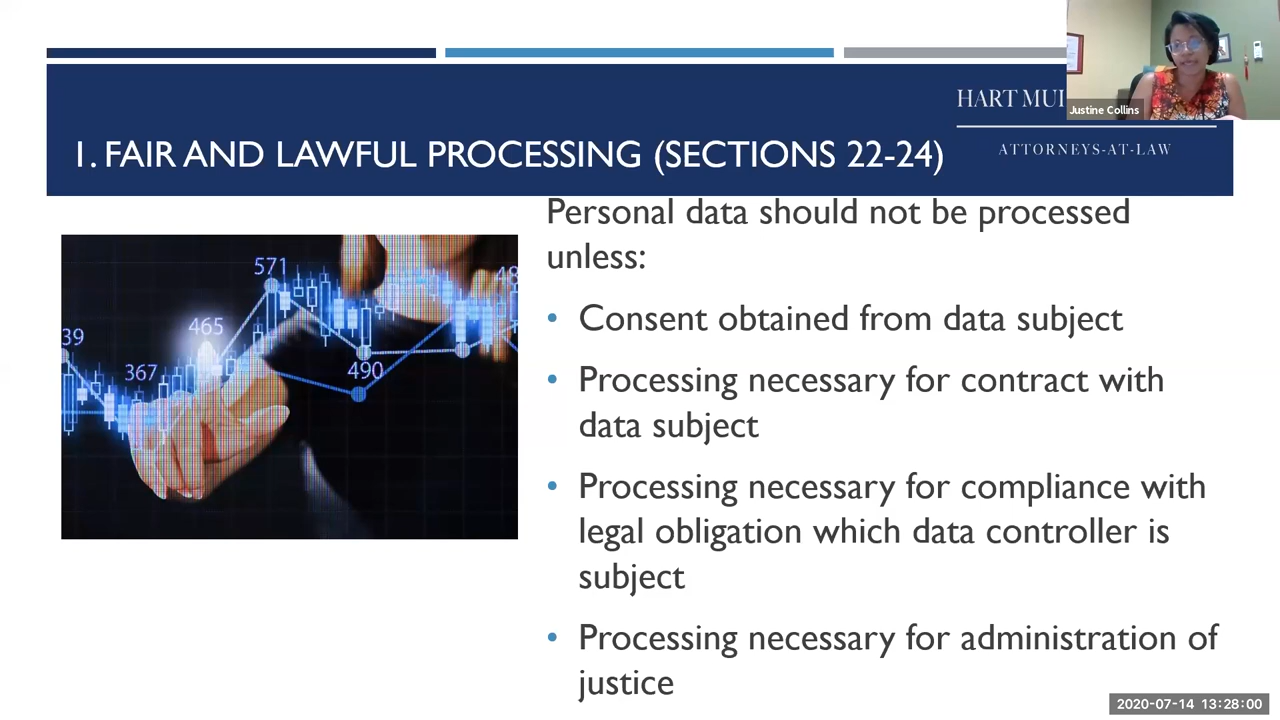 HART MU
Justine Collins
ATTORNEYS-AT-LAW
1. FAIR AND LAWFUL PROCESSING (SECTIONS 22-24)
Personal data should not be processed
unless:
• Consent obtained from data subject
• Processing necessary for contract with
data subject
• Processing necessary for compliance with
legal obligation which data controller is
subject
• Processing necessary for administration of
justice
571
465
39
367
490
48
2020-07-14 13:28:00